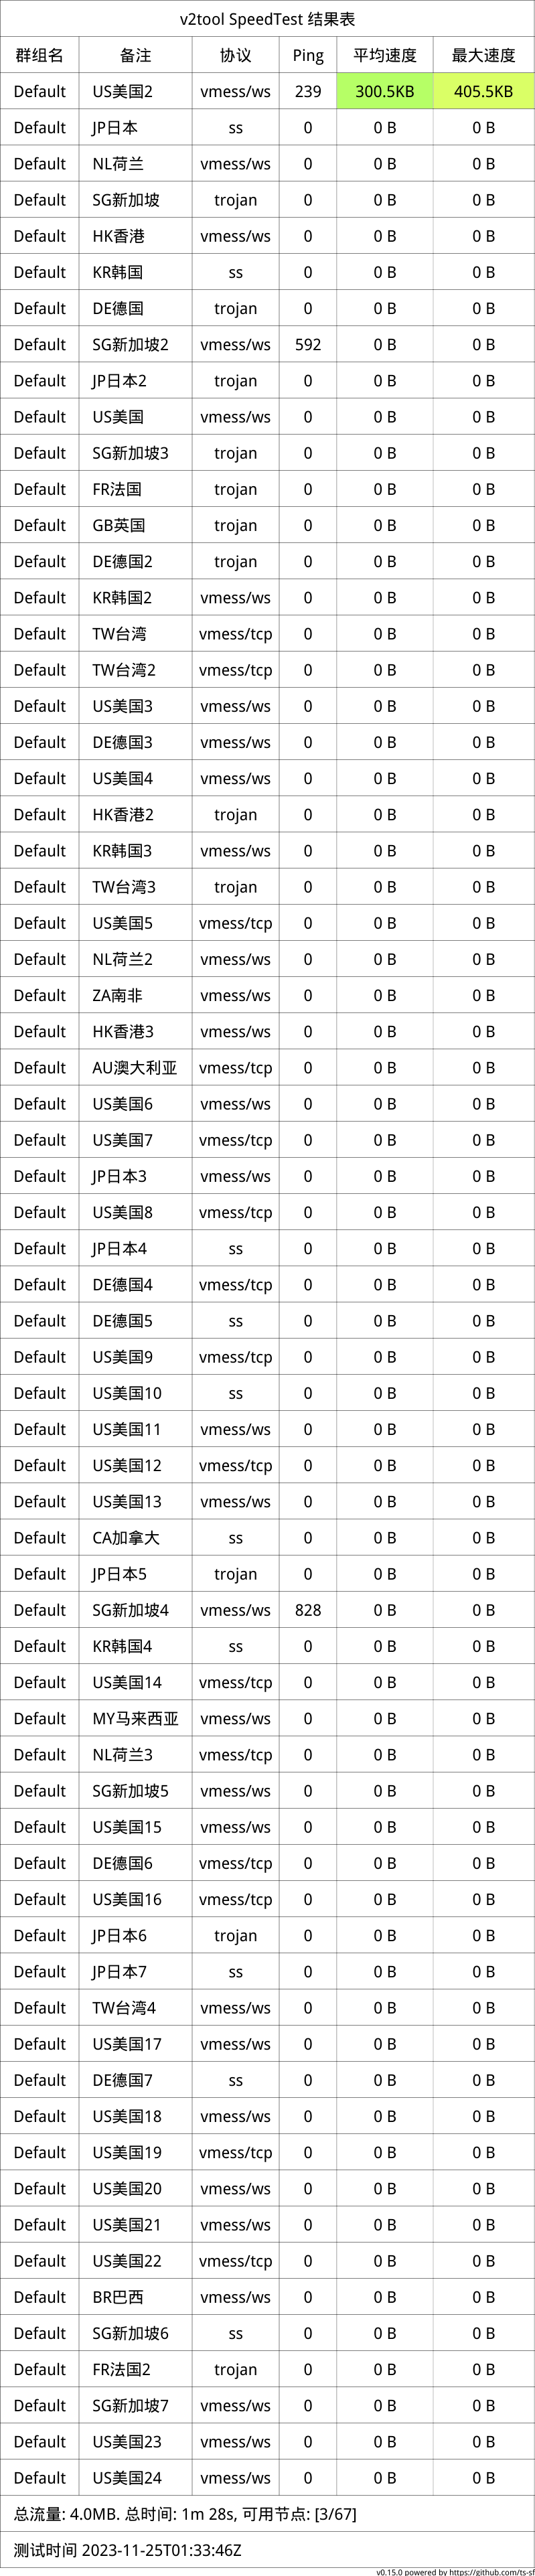 v2tool SpeedTest 结果表
群组名 备注 协议 Ping 平均速度 最大速度
Default US美国2 vmess/ws 239 300.5KB 405.5KB
Default JP日本 ss 0 0 B 0 B
Default NL荷兰 vmess/ws 0 0 B 0 B
Default SG新加坡 trojan 0 0 B 0 B
Default HK香港 vmess/ws 0 0 B 0 B
Default KR韩国 ss 0 0 B 0 B
Default DE德国 trojan 0 0 B 0 B
Default SG新加坡2 vmess/ws 592 0 B 0 B
Default JP日本2 trojan 0 0 B 0 B
Default US美国 vmess/ws 0 0 B 0 B
Default SG新加坡3 trojan 0 0 B 0 B
Default FR法国 trojan 0 0 B 0 B
Default GB英国 trojan 0 0 B 0 B
Default DE德国2 trojan 0 0 B 0 B
Default KR韩国2 vmess/ws 0 0 B 0 B
Default TW台湾 vmess/tcp 0 0 B 0 B
Default TW台湾2 vmess/tcp 0 0 B 0 B
Default US美国3 vmess/ws 0 0 B 0 B
Default DE德国3 vmess/ws 0 0 B 0 B
Default US美国4 vmess/ws 0 0 B 0 B
Default HK香港2 trojan 0 0 B 0 B
Default KR韩国3 vmess/ws 0 0 B 0 B
Default TW台湾3 trojan 0 0 B 0 B
Default US美国5 vmess/tcp 0 0 B 0 B
Default NL荷兰2 vmess/ws 0 0 B 0 B
Default ZA南非 vmess/ws 0 0 B 0 B
Default HK香港3 vmess/ws 0 0 B 0 B
Default AU澳大利亚 vmess/tcp 0 0 B 0 B
Default US美国6 vmess/ws 0 0 B 0 B
Default US美国7 vmess/tcp 0 0 B 0 B
Default JP日本3 vmess/ws 0 0 B 0 B
Default US美国8 vmess/tcp 0 0 B 0 B
Default JP日本4 ss 0 0 B 0 B
Default DE德国4 vmess/tcp 0 0 B 0 B
Default DE德国5 ss 0 0 B 0 B
Default US美国9 vmess/tcp 0 0 B 0 B
Default US美国10 ss 0 0 B 0 B
Default US美国11 vmess/ws 0 0 B 0 B
Default US美国12 vmess/tcp 0 0 B 0 B
Default US美国13 vmess/ws 0 0 B 0 B
Default CA加拿大 ss 0 0 B 0 B
Default JP日本5 trojan 0 0 B 0 B
Default SG新加坡4 vmess/ws 828 0 B 0 B
Default KR韩国4 ss 0 0 B 0 B
Default US美国14 vmess/tcp 0 0 B 0 B
Default MY马来西亚 vmess/ws 0 0 B 0 B
Default NL荷兰3 vmess/tcp 0 0 B 0 B
Default SG新加坡5 vmess/ws 0 0 B 0 B
Default US美国15 vmess/ws 0 0 B 0 B
Default DE德国6 vmess/tcp 0 0 B 0 B
Default US美国16 vmess/tcp 0 0 B 0 B
Default JP日本6 trojan 0 0 B 0 B
Default JP日本7 ss 0 0 B 0 B
Default TW台湾4 vmess/ws 0 0 B 0 B
Default US美国17 vmess/ws 0 0 B 0 B
Default DE德国7 ss 0 0 B 0 B
Default US美国18 vmess/ws 0 0 B 0 B
Default US美国19 vmess/tcp 0 0 B 0 B
Default US美国20 vmess/ws 0 0 B 0 B
Default US美国21 vmess/ws 0 0 B 0 B
Default US美国22 vmess/tcp 0 0 B 0 B
Default BR巴西 vmess/ws 0 0 B 0 B
Default SG新加坡6 ss 0 0 B 0 B
Default FR法国2 trojan 0 0 B 0 B
Default SG新加坡7 vmess/ws 0 0 B 0 B
Default US美国23 vmess/ws 0 0 B 0 B
Default US美国24 vmess/ws 0 0 B 0 B
总流量: 4.0MB. 总时间: 1m 28s, 可用节点: [3/67]
测试时间 2023-11-25T01:33:46Z
v0.15.0 powered by https://github.com/ts-sf